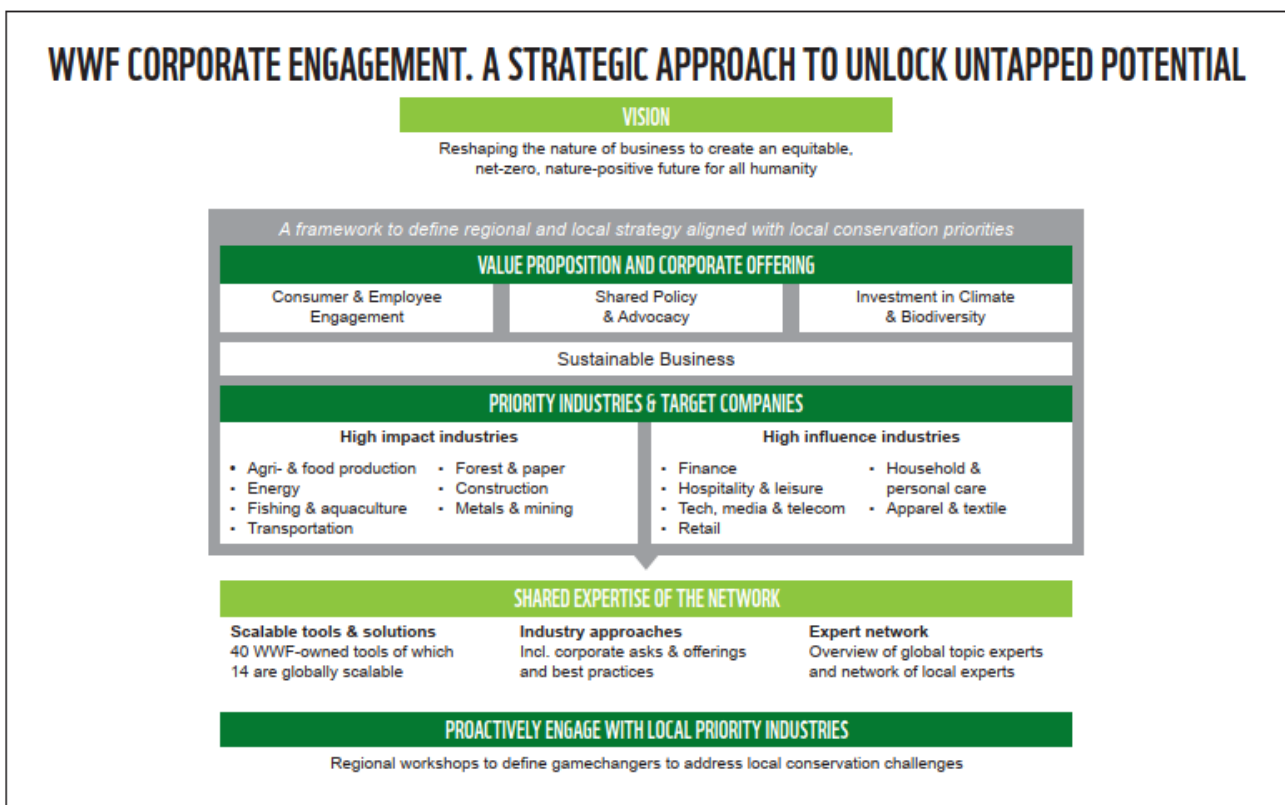 WWF CORPORATE ENGAGEMENT. A STRATEGIC APPROACH TO UNLOCK UNTAPPED POTENTIAL
VISION
Reshaping the nature of business to create an equitable,
net-zero, nature-positive future for all humanity
A framework to define regional and local strategy aligned with local conservation priorities
VALUE PROPOSITION AND CORPORATE OFFERING
Consumer & Employee
Engagement
Shared Policy
& Advocacy
Investment in Climate
& Biodiversity
Sustainable Business
PRIORITY INDUSTRIES & TARGET COMPANIES
High impact industries
• Agri- & food production
• Energy
• Fishing & aquaculture
• Transportation
• Forest & paper
• Construction
• Metals & mining
High influence industries
• Finance
• Hospitality & leisure
• Tech, media & telecom
• Retail
• Household &
personal care
• Apparel & textile
SHARED EXPERTISE OF THE NETWORK
Scalable tools & solutions
40 WWF-owned tools of which
14 are globally scalable
Industry approaches
Incl. corporate asks & offerings
and best practices
Expert network
Overview of global topic experts
and network of local experts
PROACTIVELY ENGAGE WITH LOCAL PRIORITY INDUSTRIES
Regional workshops to define gamechangers to address local conservation challenges